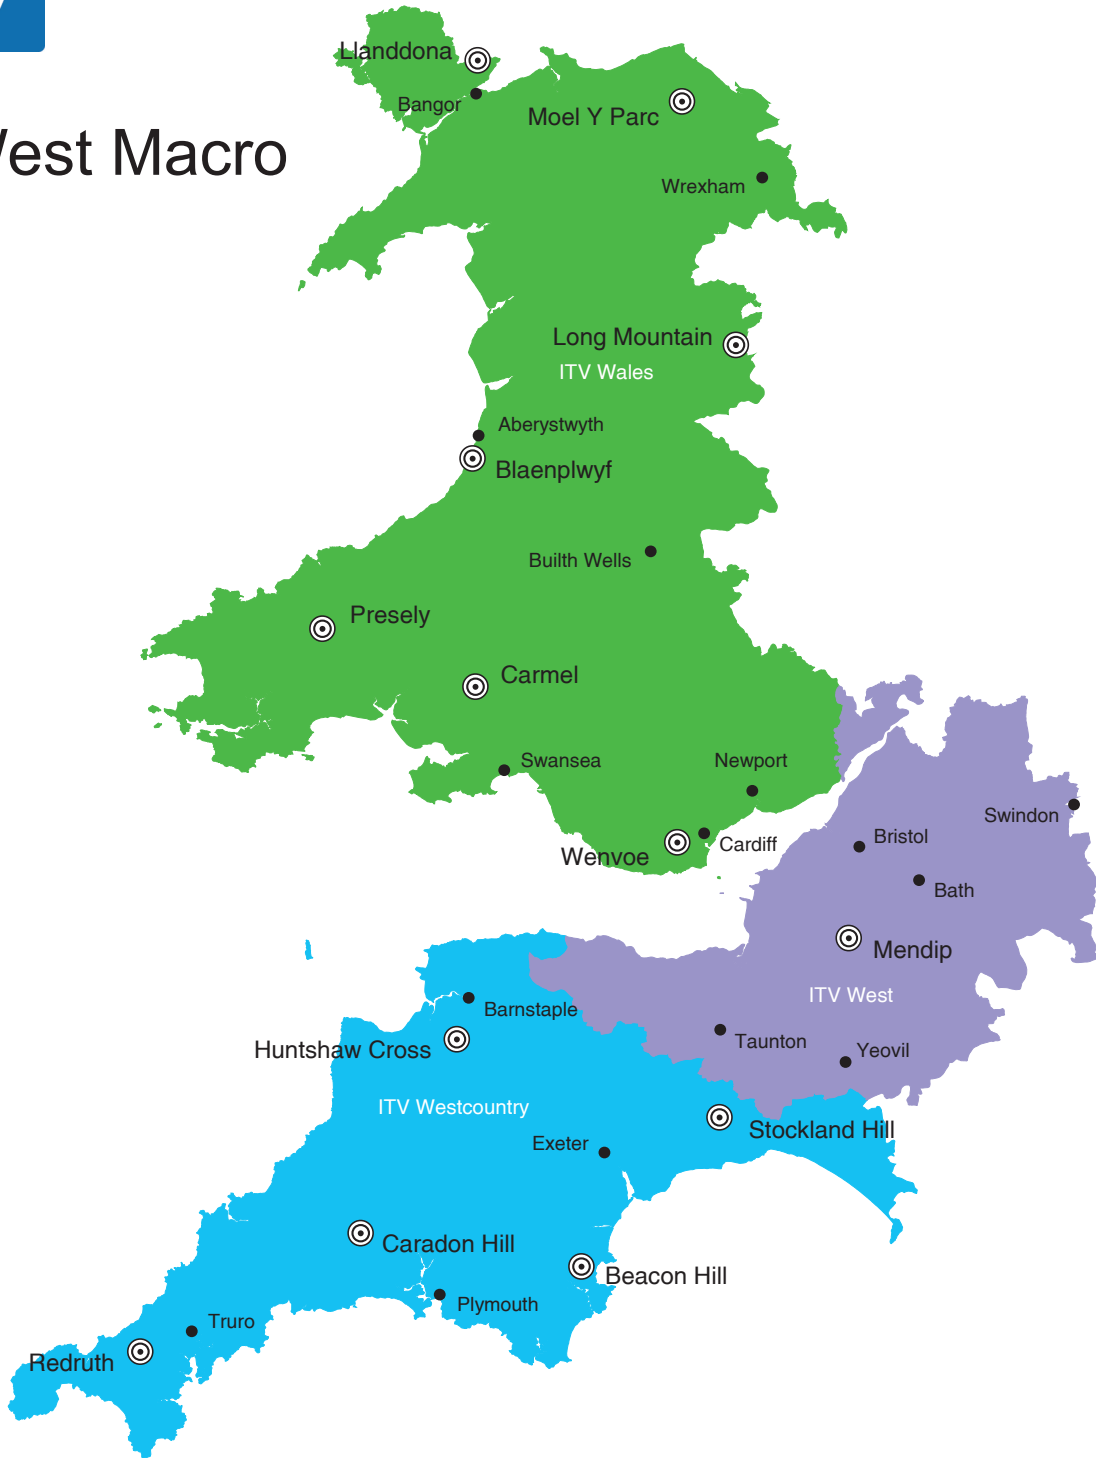 Llanddona
Bangor
Moel Y Parc
West Macro
Wrexham
Long Mountain
ITV Wales
Aberystwyth
Blaenplwyf
Builth Wells
Presely
Carmel
Swansea
Newport
Swindon
Bristol
Cardiff
Wenvoe
Bath
Mendip
ITV West
Barnstaple
Taunton
Huntshaw Cross
Yeovil
ITV Westcountry
Stockland Hill
Exeter
Caradon Hill
Beacon Hill
Plymouth
Truro
Redruth